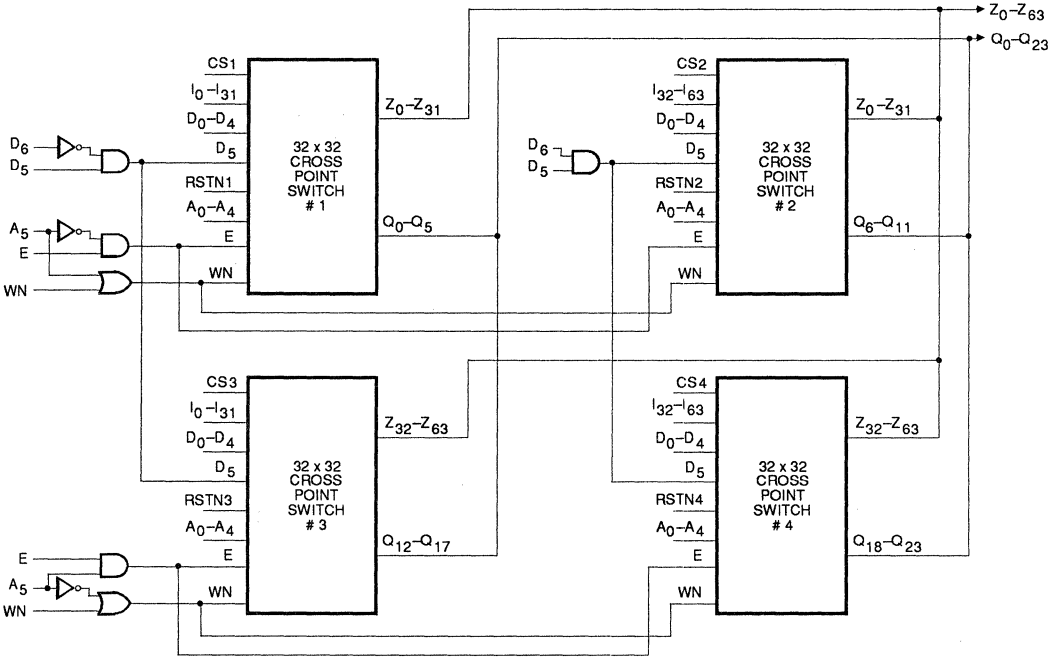 Z0–Z63
Q0–Q23
CS1
I0–I31
D0–D4
D5
RSTN1
A0–A4
E
WN
32 x 32
CROSS
POINT
SWITCH
# 1
Z0–Z31
Q0–Q5
D6
D5
A5
E
WN
CS2
I32–I63
D0–D4
D5
RSTN2
A0–A4
E
WN
32 x 32
CROSS
POINT
SWITCH
# 2
Z0–Z31
Q6–Q11
D6
D5
CS3
I0–I31
D0–D4
D5
RSTN3
A0–A4
E
WN
32 x 32
CROSS
POINT
SWITCH
# 3
Z32–Z63
Q12–Q17
E
A5
WN
CS4
I32–I63
D0–D4
D5
RSTN4
A0–A4
E
WN
32 x 32
CROSS
POINT
SWITCH
# 4
Z32–Z63
Q18–Q23